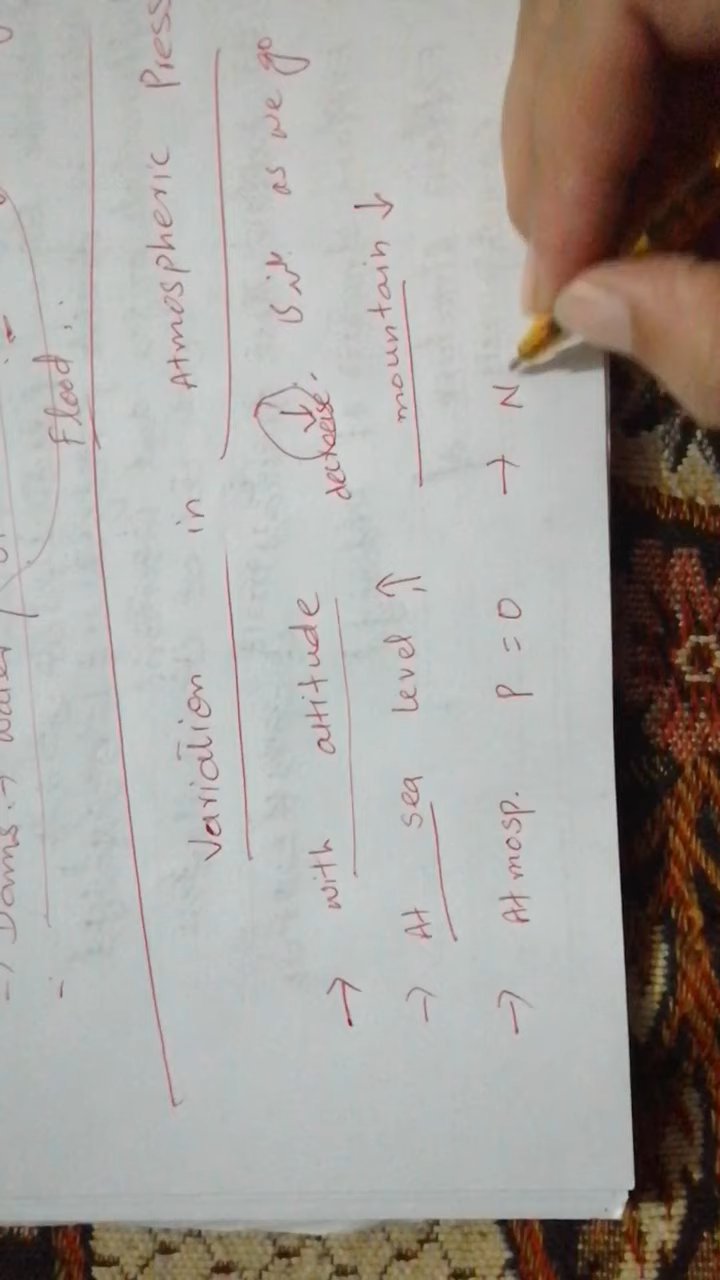 -> Dams -> water
Flood
Variation in Atmospheric Press
-> with altitude ↓ as we go
decrease.
-> At sea level ↑ mountain ↓
-> Atmosp. P = 0 -> N